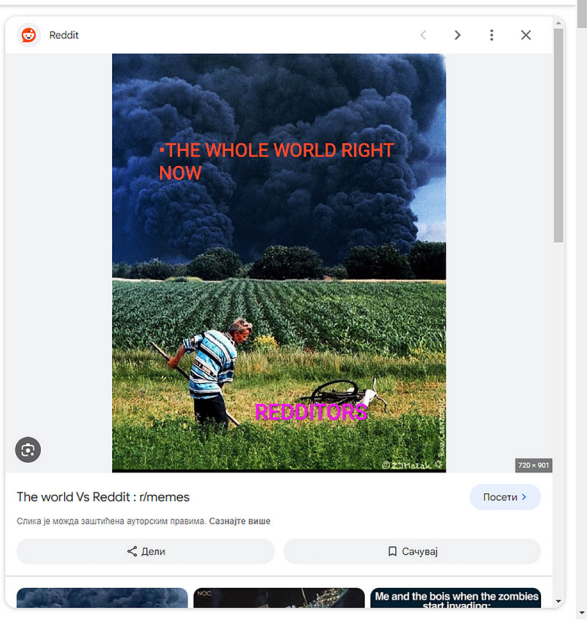 Reddit
•THE WHOLE WORLD RIGHT
NOW
REDDITORS
720 × 901
The world Vs Reddit : r/memes
Посети
Слика је можда заштићена ауторским правима. Сазнајте више
Дели
Сачувај
NOC
Me and the bois when the zombies
start invading: